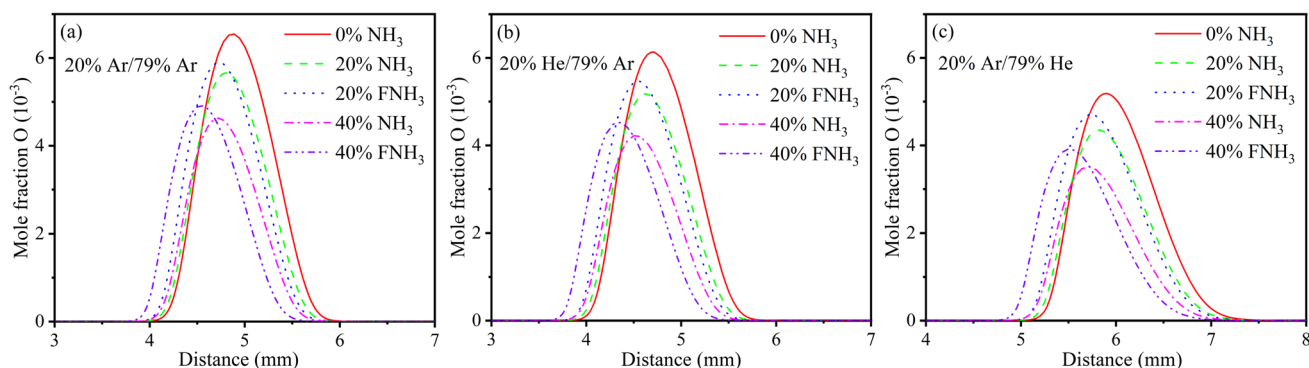 (a)
20% Ar/79% Ar
0% NH₃
20% NH₃
20% FNH₃
40% NH₃
40% FNH₃
Mole fraction O (10⁻³)
6
4
2
0
3 4 5 6 7
Distance (mm)
(b)
20% He/79% Ar
0% NH₃
20% NH₃
20% FNH₃
40% NH₃
40% FNH₃
Mole fraction O (10⁻³)
6
4
2
0
3 4 5 6 7
Distance (mm)
(c)
20% Ar/79% He
0% NH₃
20% NH₃
20% FNH₃
40% NH₃
40% FNH₃
Mole fraction O (10⁻³)
6
4
2
0
4 5 6 7 8
Distance (mm)